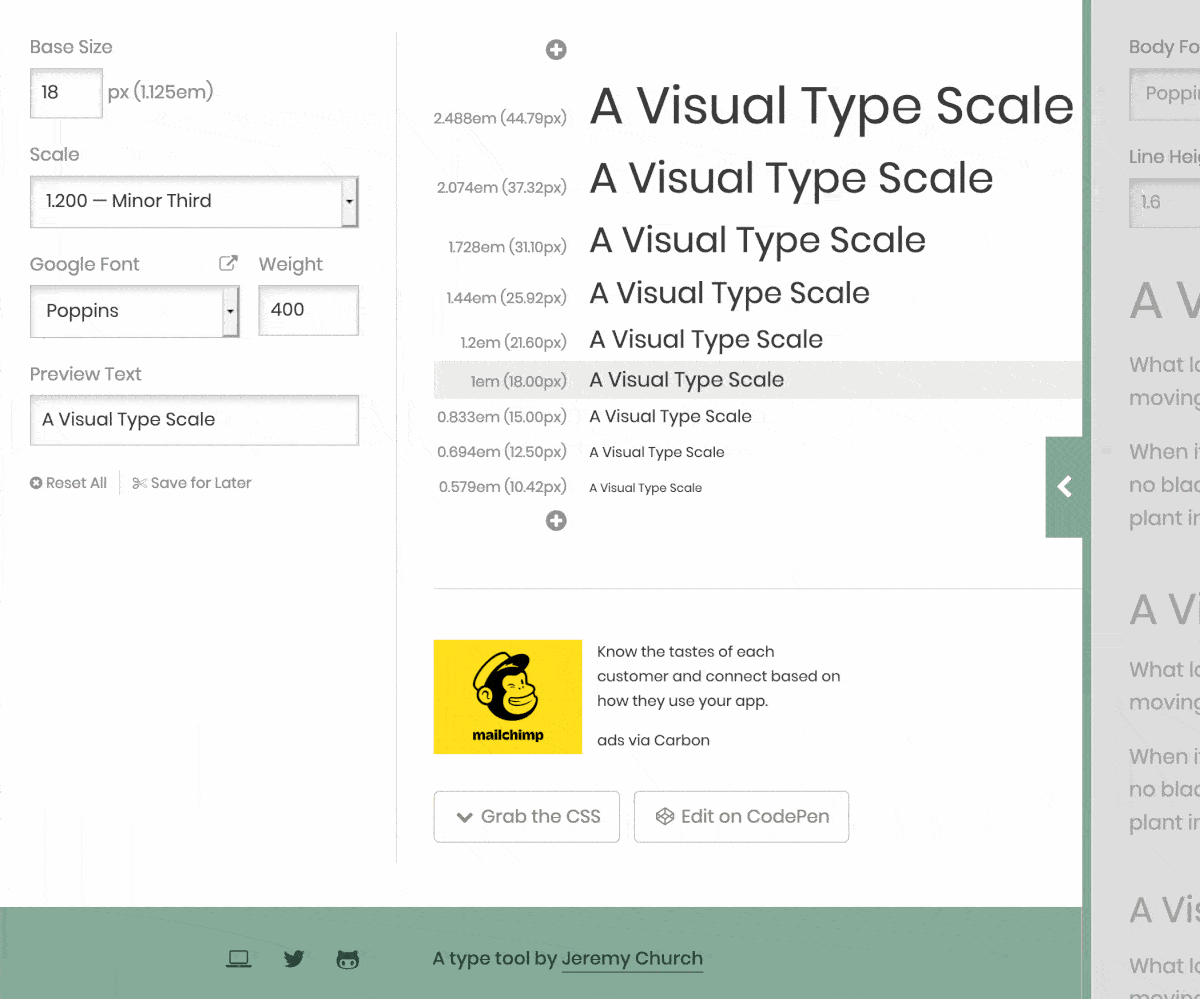 Base Size
18 px (1.125em)
Scale
1.200 — Minor Third
Google Font Weight
Poppins 400
Preview Text
A Visual Type Scale
Reset All Save for Later
2.488em (44.79px) A Visual Type Scale
2.074em (37.32px) A Visual Type Scale
1.728em (31.10px) A Visual Type Scale
1.44em (25.92px) A Visual Type Scale
1.2em (21.60px) A Visual Type Scale
1em (18.00px) A Visual Type Scale
0.833em (15.00px) A Visual Type Scale
0.694em (12.50px) A Visual Type Scale
0.579em (10.42px) A Visual Type Scale
mailchimp
Know the tastes of each
customer and connect based on
how they use your app.
ads via Carbon
Grab the CSS Edit on CodePen
A type tool by Jeremy Church
Body Fo
Poppin
Line Heig
1.6
A V
What lo
moving
When it
no blac
plant in
A Vi
What lo
moving
When it
no blac
plant in
A Vis
What lo
moving